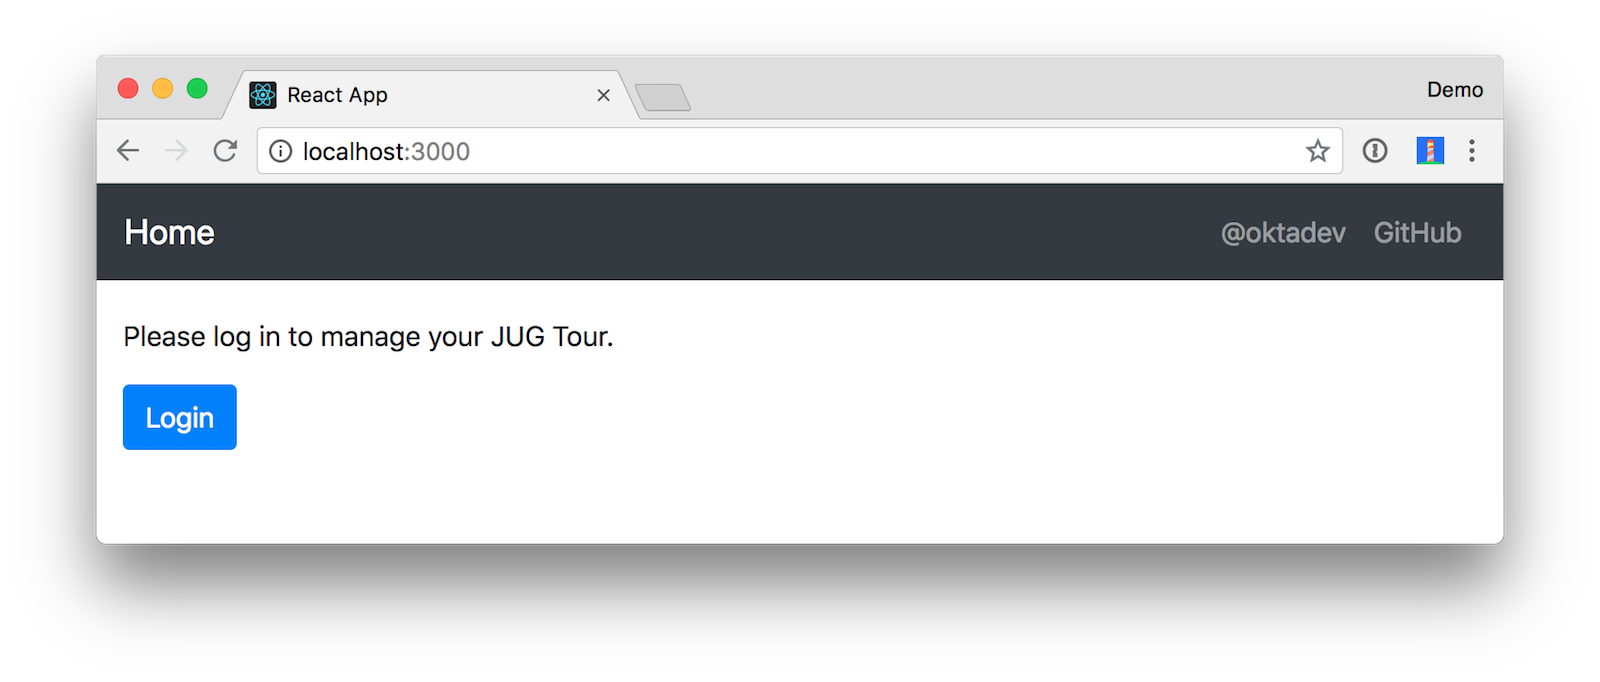 React App
Demo
localhost:3000
Home
@oktadev GitHub
Please log in to manage your JUG Tour.
Login